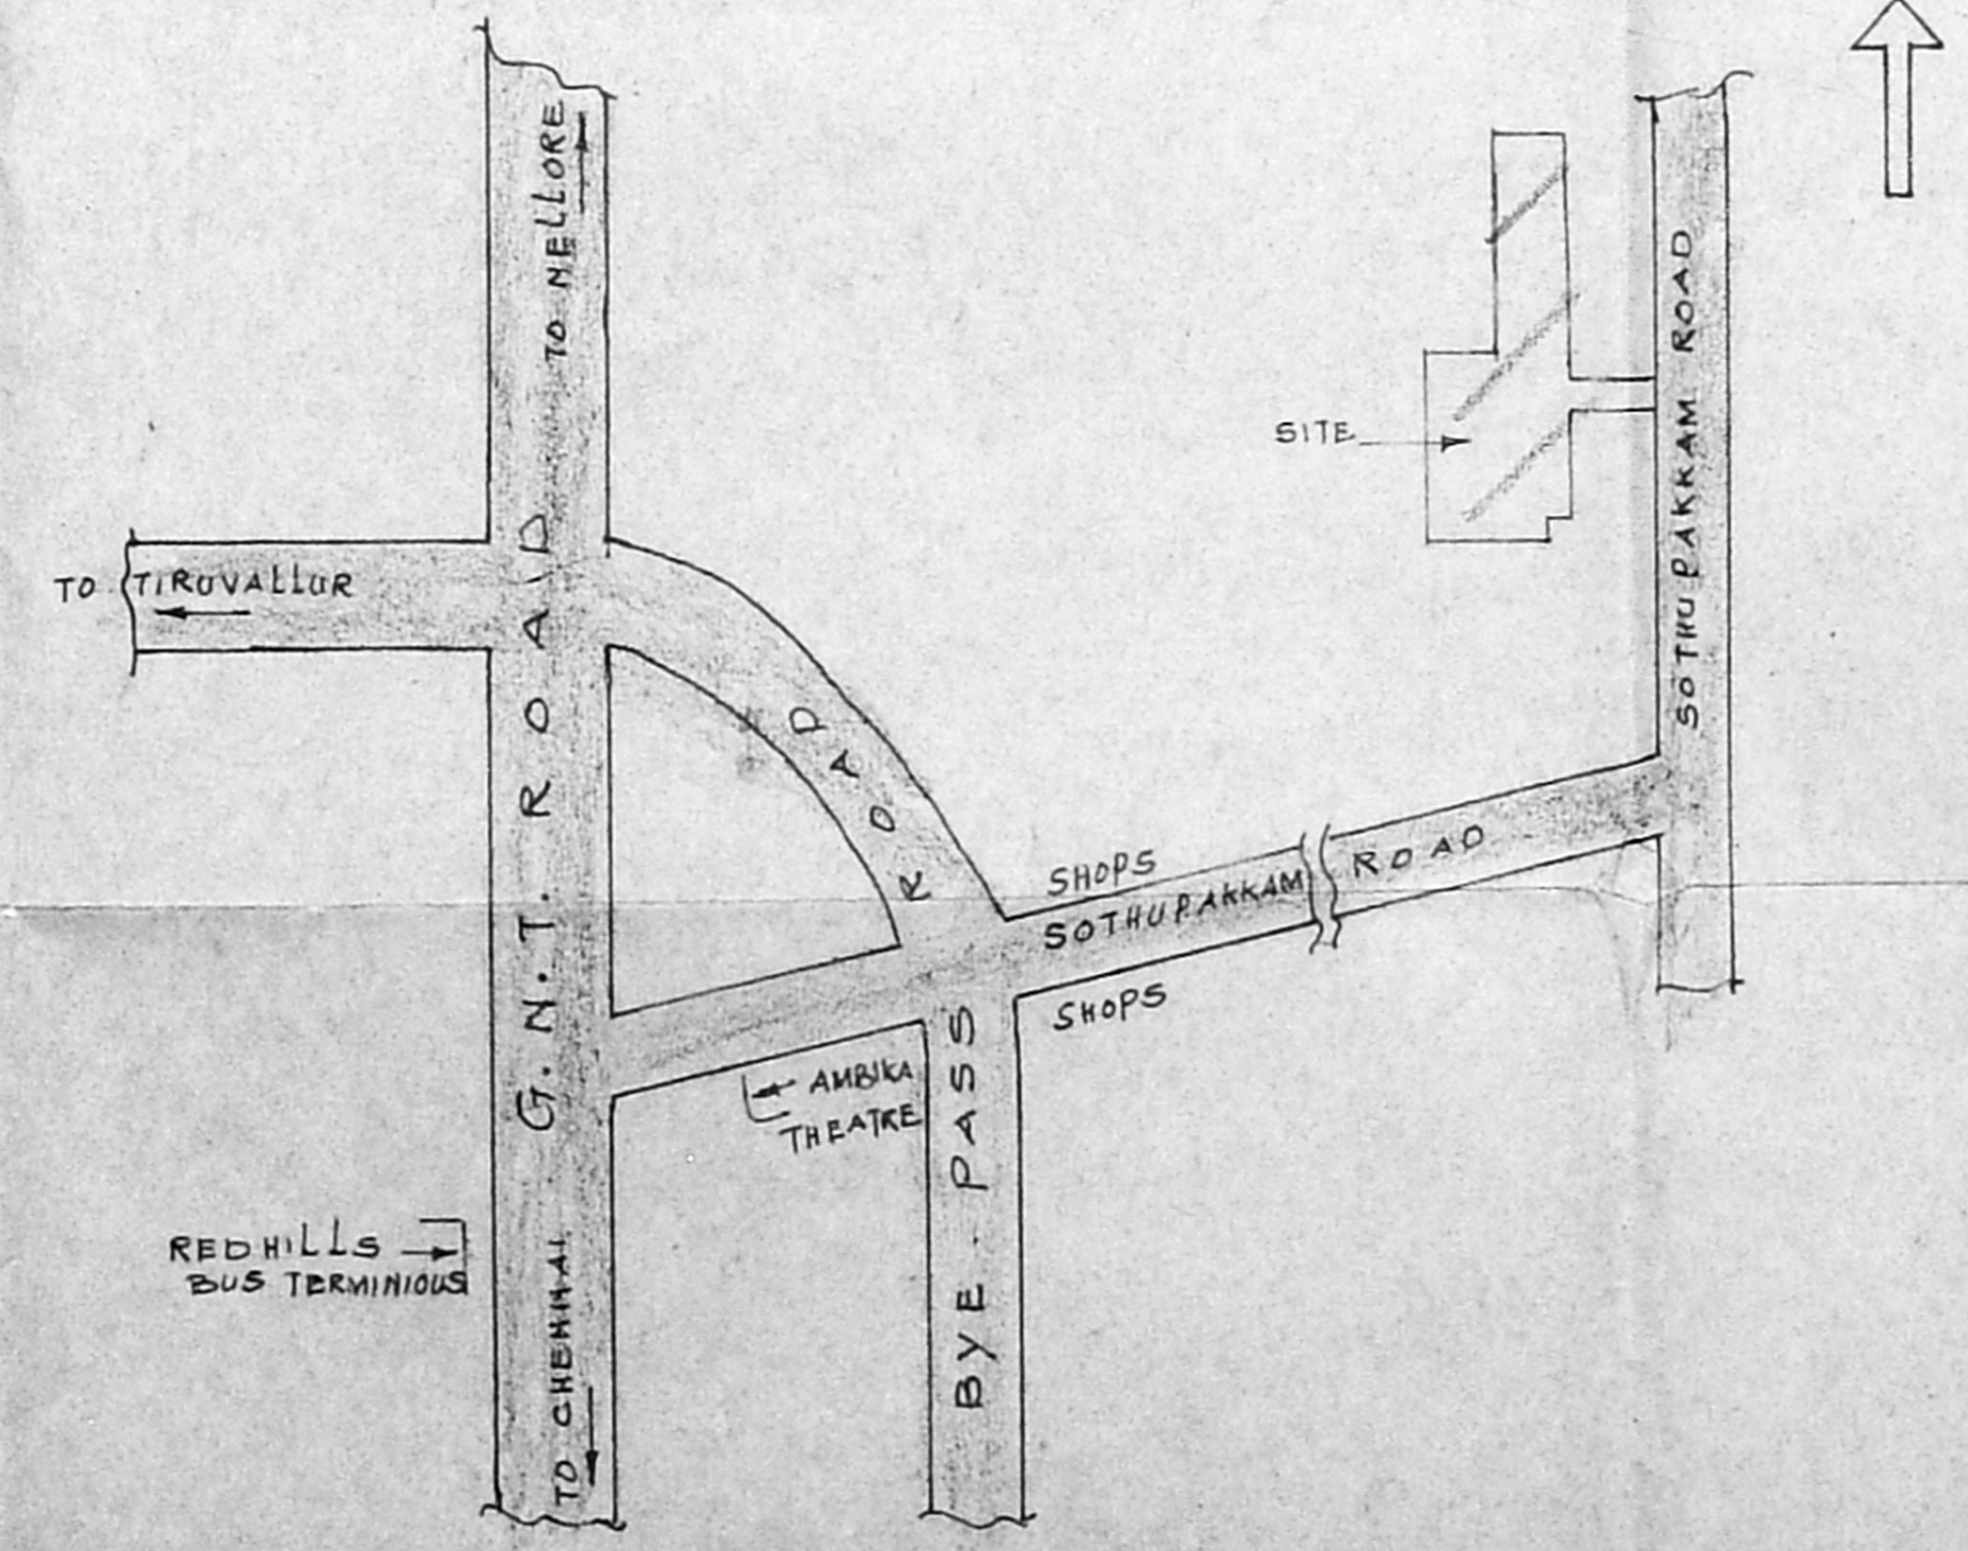 TO NELLORE
SITE
SOTHUPAKKAM ROAD
TO TIRUVALLUR
G.N.T. ROAD
SHOPS
SOTHUPAKKAM ROAD
SHOPS
AMBIKA
THEATRE
BYE-PASS ROAD
REDHILLS
BUS TERMINIOUS
TO CHENNAI